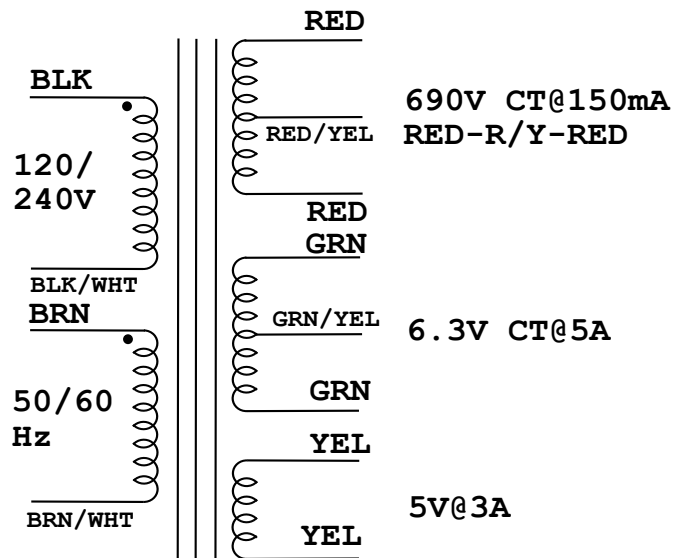 RED
BLK
690V CT@150mA
RED/YEL
RED-R/Y-RED
120/
240V
RED
GRN
BLK/WHT
BRN
GRN/YEL
6.3V CT@5A
50/60
Hz
GRN
YEL
5V@3A
BRN/WHT
YEL